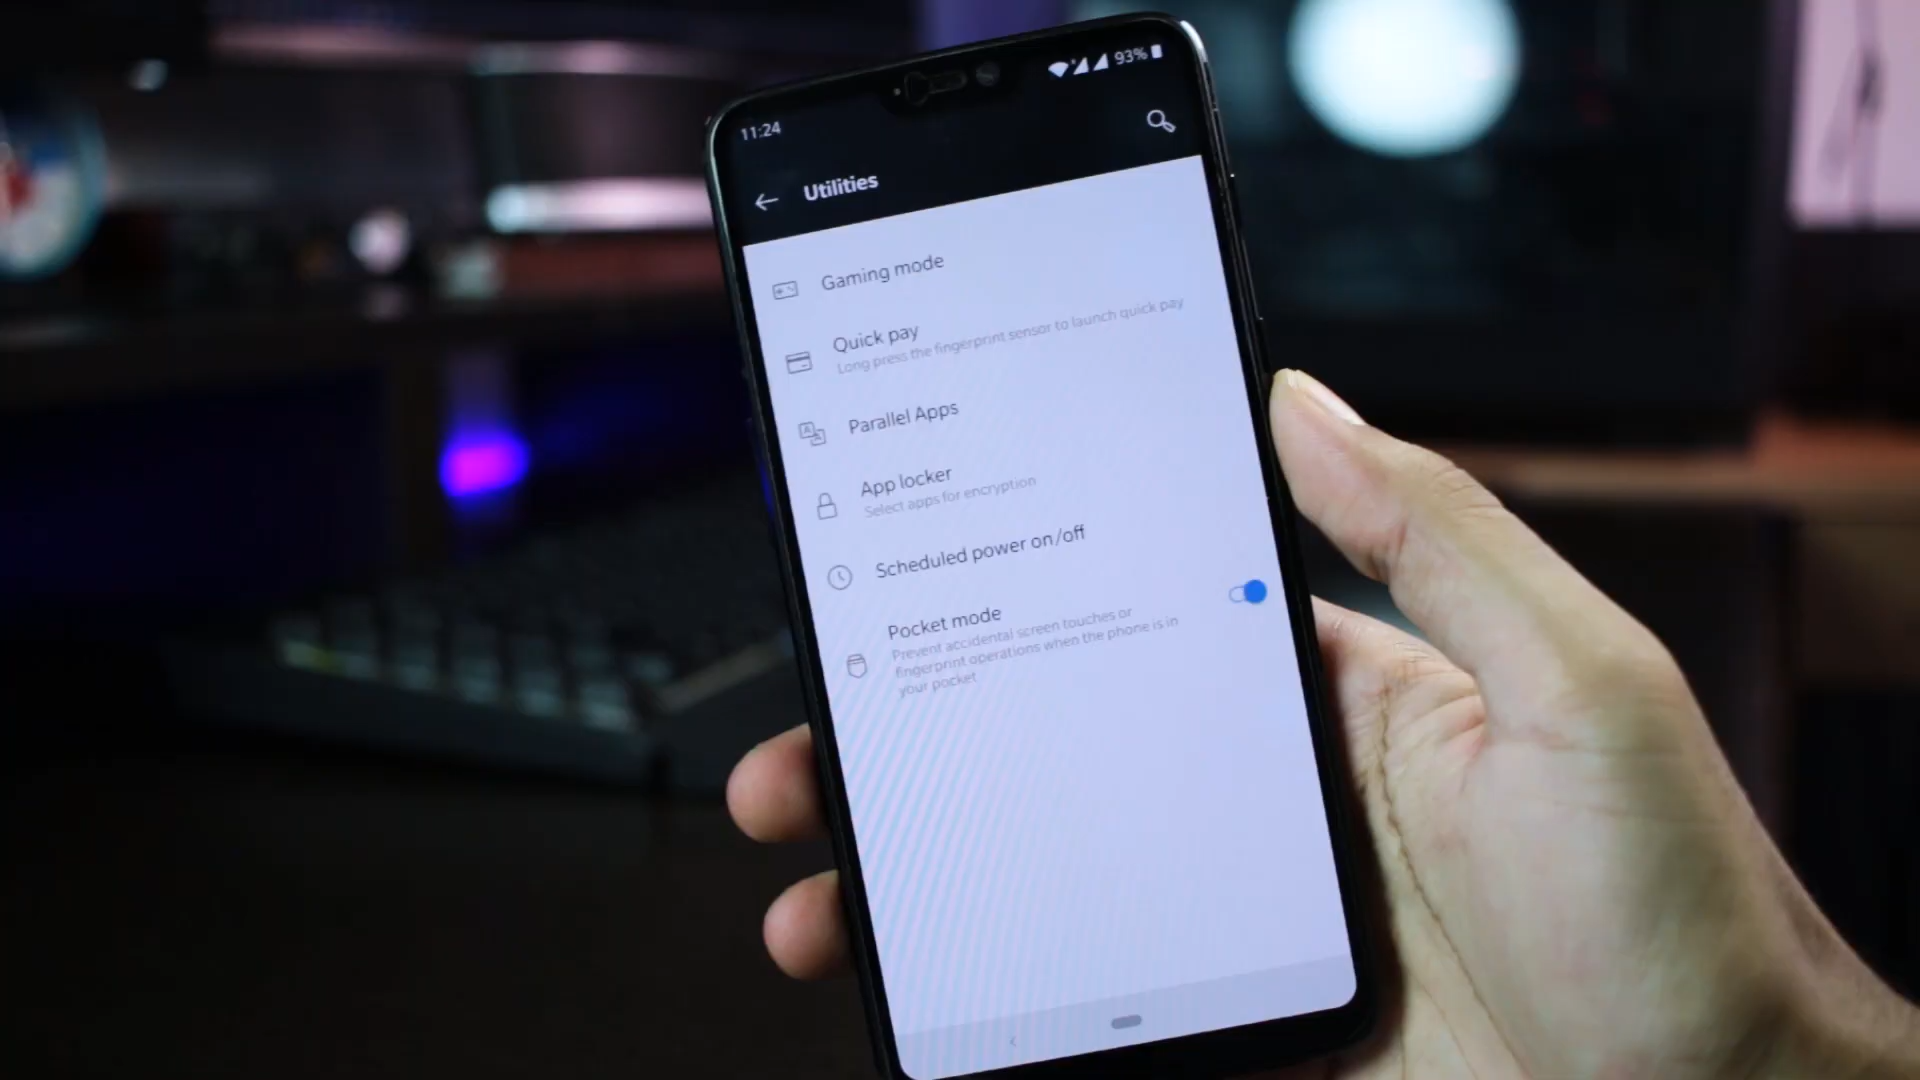 11:24
93%
Utilities
Gaming mode
Quick pay
Long press the fingerprint sensor to launch quick pay
Parallel Apps
App locker
Select apps for encryption
Scheduled power on/off
Pocket mode
Prevent accidental screen touches or
fingerprint operations when the phone is in
your pocket